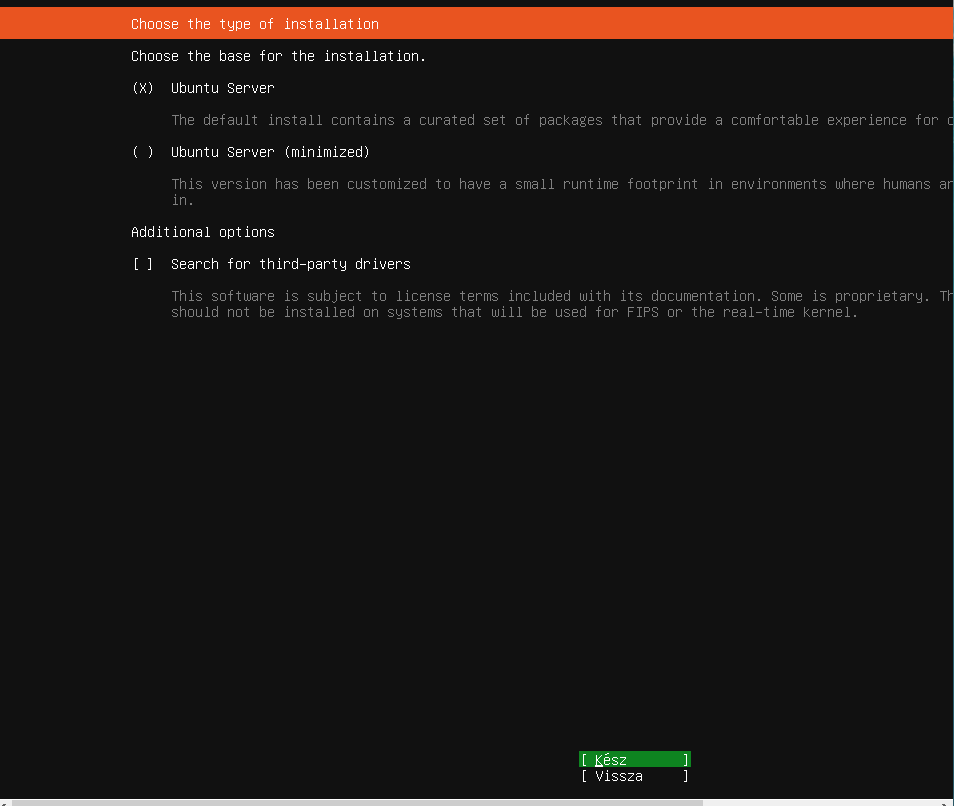 Choose the type of installation
Choose the base for the installation.
(X) Ubuntu Server
The default install contains a curated set of packages that provide a comfortable experience for
( ) Ubuntu Server (minimized)
This version has been customized to have a small runtime footprint in environments where humans
in.
Additional options
[ ] Search for third-party drivers
This software is subject to license terms included with its documentation. Some is proprietary.
should not be installed on systems that will be used for FIPS or the real-time kernel.
[ Kész ]
[ Vissza ]